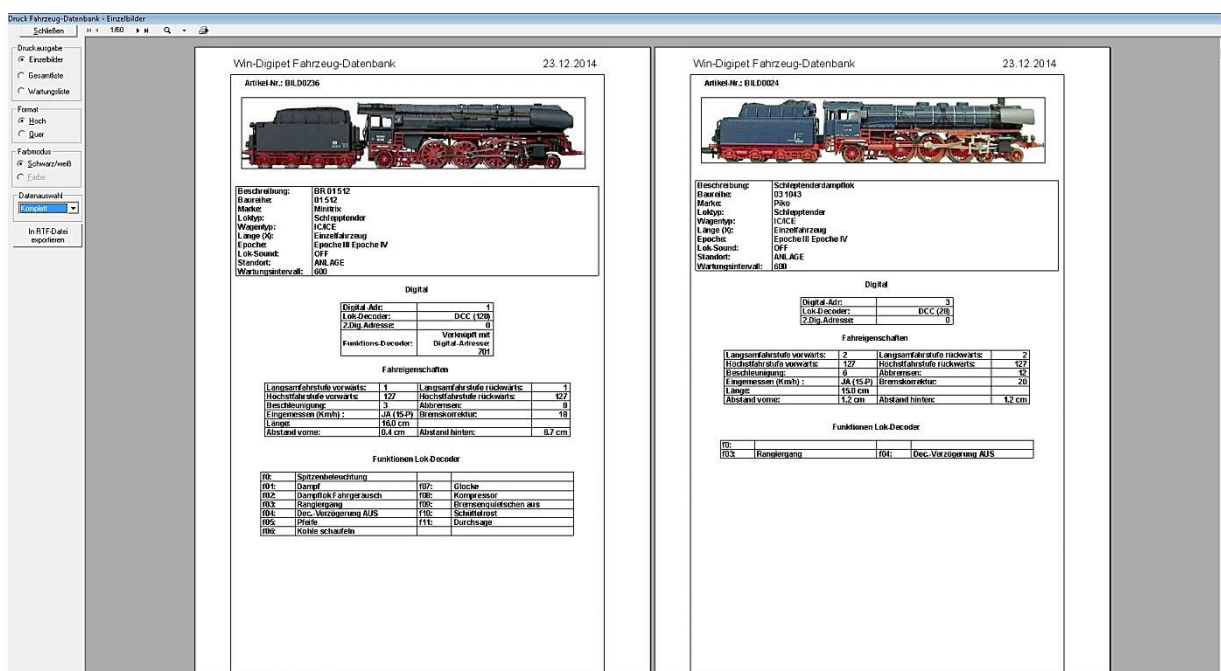 Druck Fahrzeug-Datenbank - Einzelbilder
Schließen
1/60
Druckausgabe
Einzelbilder
Gesamtliste
Wartungsliste
Format
Hoch
Quer
Farbmodus
Schwarz/weiß
Farbe
Datenauswahl
Komplett
In RTF-Datei
exportieren
Win-Digipet Fahrzeug-Datenbank 23.12.2014
Artikel-Nr.: BILD0236
Beschreibung: BR 01 512
Baureihe: 01 512
Marke: Minitrix
Loktyp: Schlepptender
Wagentyp: IC/ICE
Länge (X): Einzelfahrzeug
Epoche: Epoche III Epoche IV
Lok-Sound: OFF
Standort: ANLAGE
Wartungsintervall: 600
Digital
Digital-Adr: 1
Lok-Decoder: DCC (128)
2.Dig.Adresse: 0
Funktions-Decoder: Verknüpft mit
Digital-Adresse:
701
Fahreigenschaften
Langsamfahrstufe vorwärts: 1 Langsamfahrstufe rückwärts: 1
Höchstfahrstufe vorwärts: 127 Höchstfahrstufe rückwärts: 127
Beschleunigung: 3 Abbremsen: 8
Eingemessen (Km/h) : JA (15-P) Bremskorrektur: 18
Länge: 16.0 cm
Abstand vorne: 0.4 cm Abstand hinten: 8.7 cm
Funktionen Lok-Decoder
f0: Spitzenbeleuchtung
f01: Dampf f07: Glocke
f02: Dampflok Fahrgeräusch f08: Kompressor
f03: Rangiergang f09: Bremsenquietschen aus
f04: Dec.-Verzögerung AUS f10: Schüttelrost
f05: Pfeife f11: Durchsage
f06: Kohle schaufeln
Win-Digipet Fahrzeug-Datenbank 23.12.2014
Artikel-Nr.: BILD0024
Beschreibung: Schleptenderdampflok
Baureihe: 03 1043
Marke: Piko
Loktyp: Schlepptender
Wagentyp: IC/ICE
Länge (X): Einzelfahrzeug
Epoche: Epoche III Epoche IV
Lok-Sound: OFF
Standort: ANLAGE
Wartungsintervall: 600
Digital
Digital-Adr: 3
Lok-Decoder: DCC (28)
2.Dig.Adresse: 0
Fahreigenschaften
Langsamfahrstufe vorwärts: 2 Langsamfahrstufe rückwärts: 2
Höchstfahrstufe vorwärts: 127 Höchstfahrstufe rückwärts: 127
Beschleunigung: 6 Abbremsen: 12
Eingemessen (Km/h) : JA (15-P) Bremskorrektur: 20
Länge: 15.0 cm
Abstand vorne: 1.2 cm Abstand hinten: 1.2 cm
Funktionen Lok-Decoder
f0:
f03: Rangiergang f04: Dec.-Verzögerung AUS